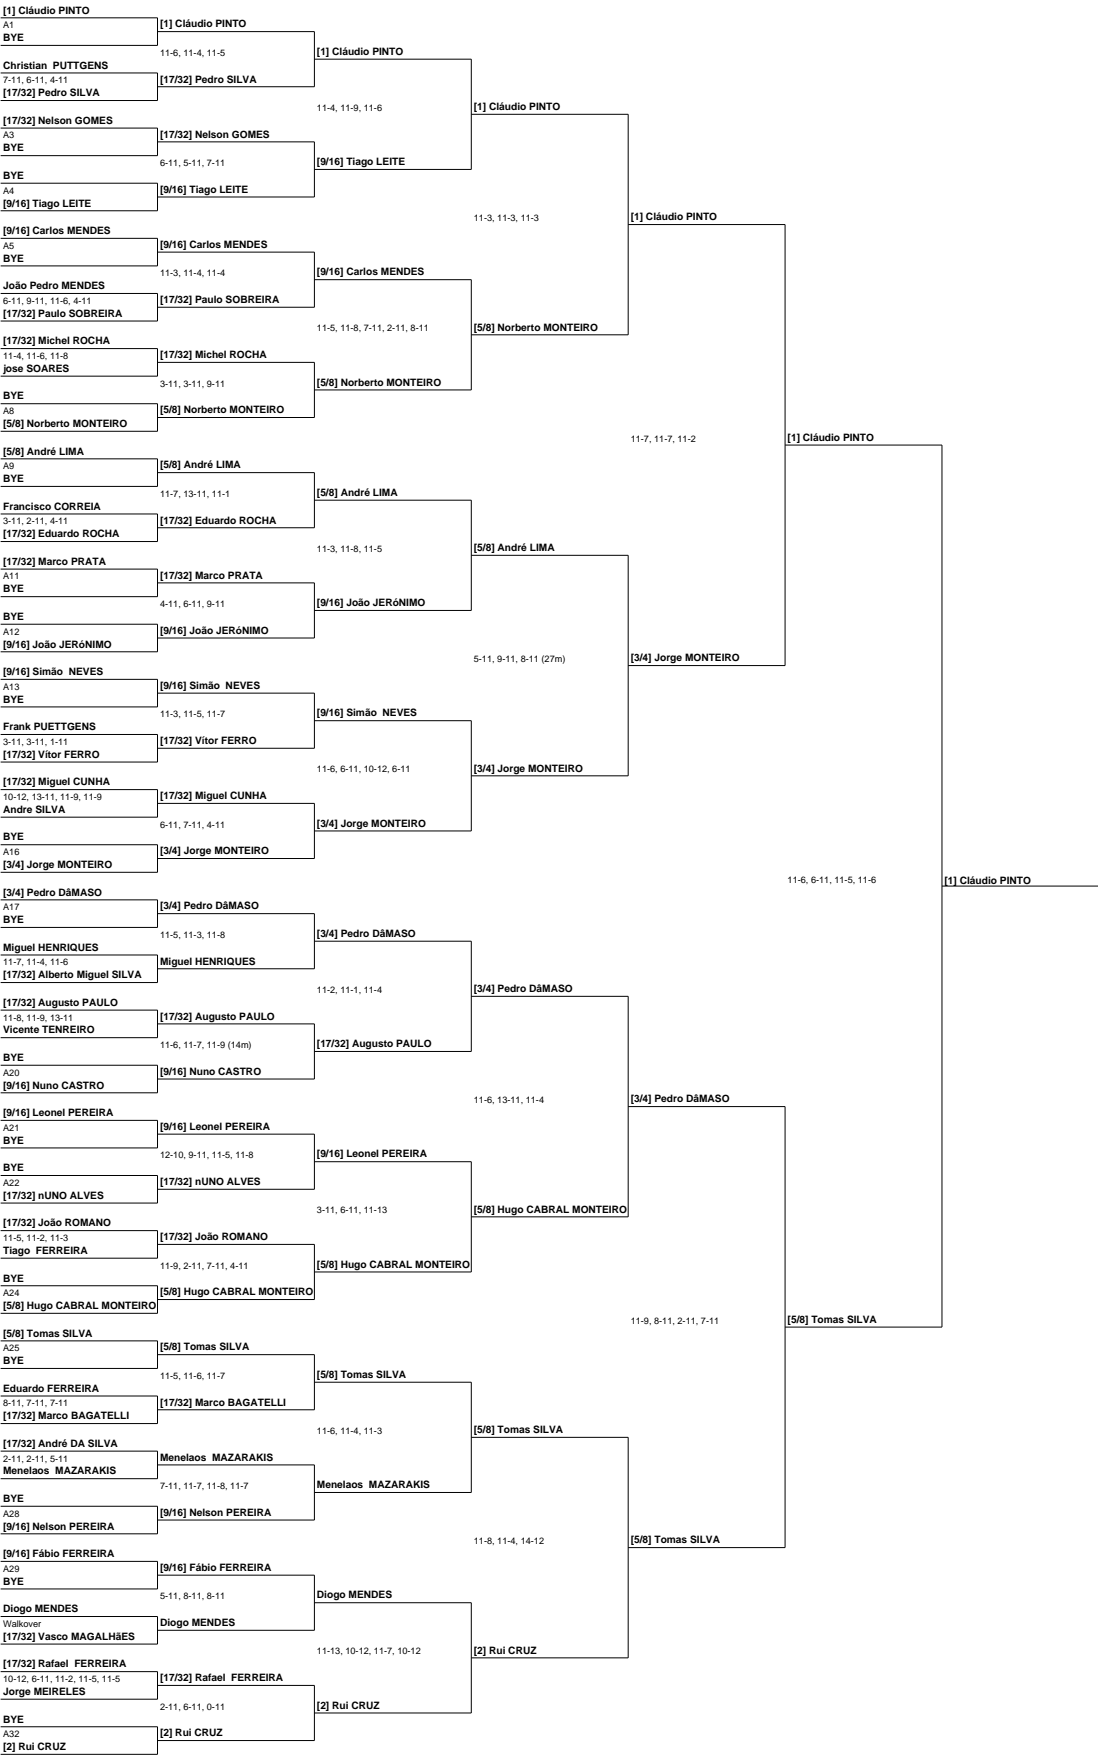 [1] Cláudio PINTO
A1
BYE
[1] Cláudio PINTO
11-6, 11-4, 11-5
[1] Cláudio PINTO
Christian  PUTTGENS
7-11, 6-11, 4-11
[17/32] Pedro SILVA
[17/32] Pedro SILVA
11-4, 11-9, 11-6
[1] Cláudio PINTO
[17/32] Nelson GOMES
A3
BYE
[17/32] Nelson GOMES
6-11, 5-11, 7-11
[9/16] Tiago LEITE
BYE
A4
[9/16] Tiago LEITE
[9/16] Tiago LEITE
11-3, 11-3, 11-3
[1] Cláudio PINTO
[9/16] Carlos MENDES
A5
BYE
[9/16] Carlos MENDES
11-3, 11-4, 11-4
[9/16] Carlos MENDES
João Pedro MENDES
6-11, 9-11, 11-6, 4-11
[17/32] Paulo SOBREIRA
[17/32] Paulo SOBREIRA
11-5, 11-8, 7-11, 2-11, 8-11
[5/8] Norberto MONTEIRO
[17/32] Michel ROCHA
11-4, 11-6, 11-8
jose SOARES
[17/32] Michel ROCHA
3-11, 3-11, 9-11
[5/8] Norberto MONTEIRO
BYE
A8
[5/8] Norberto MONTEIRO
[5/8] Norberto MONTEIRO
11-7, 11-7, 11-2
[1] Cláudio PINTO
[5/8] André LIMA
A9
BYE
[5/8] André LIMA
11-7, 13-11, 11-1
[5/8] André LIMA
Francisco CORREIA
3-11, 2-11, 4-11
[17/32] Eduardo ROCHA
[17/32] Eduardo ROCHA
11-3, 11-8, 11-5
[5/8] André LIMA
[17/32] Marco PRATA
A11
BYE
[17/32] Marco PRATA
4-11, 6-11, 9-11
[9/16] João JERóNIMO
BYE
A12
[9/16] João JERóNIMO
[9/16] João JERóNIMO
5-11, 9-11, 8-11 (27m)
[3/4] Jorge MONTEIRO
[9/16] Simão  NEVES
A13
BYE
[9/16] Simão  NEVES
11-3, 11-5, 11-7
[9/16] Simão  NEVES
Frank PUETTGENS
3-11, 3-11, 1-11
[17/32] Vítor FERRO
[17/32] Vítor FERRO
11-6, 6-11, 10-12, 6-11
[3/4] Jorge MONTEIRO
[17/32] Miguel CUNHA
10-12, 13-11, 11-9, 11-9
Andre SILVA
[17/32] Miguel CUNHA
6-11, 7-11, 4-11
[3/4] Jorge MONTEIRO
BYE
A16
[3/4] Jorge MONTEIRO
[3/4] Jorge MONTEIRO
11-6, 6-11, 11-5, 11-6
[1] Cláudio PINTO
[3/4] Pedro DâMASO
A17
BYE
[3/4] Pedro DâMASO
11-5, 11-3, 11-8
[3/4] Pedro DâMASO
Miguel HENRIQUES
11-7, 11-4, 11-6
[17/32] Alberto Miguel SILVA
Miguel HENRIQUES
11-2, 11-1, 11-4
[3/4] Pedro DâMASO
[17/32] Augusto PAULO
11-8, 11-9, 13-11
Vicente TENREIRO
[17/32] Augusto PAULO
11-6, 11-7, 11-9 (14m)
[17/32] Augusto PAULO
BYE
A20
[9/16] Nuno CASTRO
[9/16] Nuno CASTRO
11-6, 13-11, 11-4
[3/4] Pedro DâMASO
[9/16] Leonel PEREIRA
A21
BYE
[9/16] Leonel PEREIRA
12-10, 9-11, 11-5, 11-8
[9/16] Leonel PEREIRA
BYE
A22
[17/32] nUNO ALVES
[17/32] nUNO ALVES
3-11, 6-11, 11-13
[5/8] Hugo CABRAL MONTEIRO
[17/32] João ROMANO
11-5, 11-2, 11-3
Tiago  FERREIRA
[17/32] João ROMANO
11-9, 2-11, 7-11, 4-11
[5/8] Hugo CABRAL MONTEIRO
BYE
A24
[5/8] Hugo CABRAL MONTEIRO
[5/8] Hugo CABRAL MONTEIRO
11-9, 8-11, 2-11, 7-11
[5/8] Tomas SILVA
[5/8] Tomas SILVA
A25
BYE
[5/8] Tomas SILVA
11-5, 11-6, 11-7
[5/8] Tomas SILVA
Eduardo FERREIRA
8-11, 7-11, 7-11
[17/32] Marco BAGATELLI
[17/32] Marco BAGATELLI
11-6, 11-4, 11-3
[5/8] Tomas SILVA
[17/32] André DA SILVA
2-11, 2-11, 5-11
Menelaos  MAZARAKIS
Menelaos  MAZARAKIS
7-11, 11-7, 11-8, 11-7
Menelaos  MAZARAKIS
BYE
A28
[9/16] Nelson PEREIRA
[9/16] Nelson PEREIRA
11-8, 11-4, 14-12
[5/8] Tomas SILVA
[9/16] Fábio FERREIRA
A29
BYE
[9/16] Fábio FERREIRA
5-11, 8-11, 8-11
Diogo MENDES
Diogo MENDES
Walkover
[17/32] Vasco MAGALHãES
Diogo MENDES
11-13, 10-12, 11-7, 10-12
[2] Rui CRUZ
[17/32] Rafael  FERREIRA
10-12, 6-11, 11-2, 11-5, 11-5
Jorge MEIRELES
[17/32] Rafael  FERREIRA
2-11, 6-11, 0-11
[2] Rui CRUZ
BYE
A32
[2] Rui CRUZ
[2] Rui CRUZ